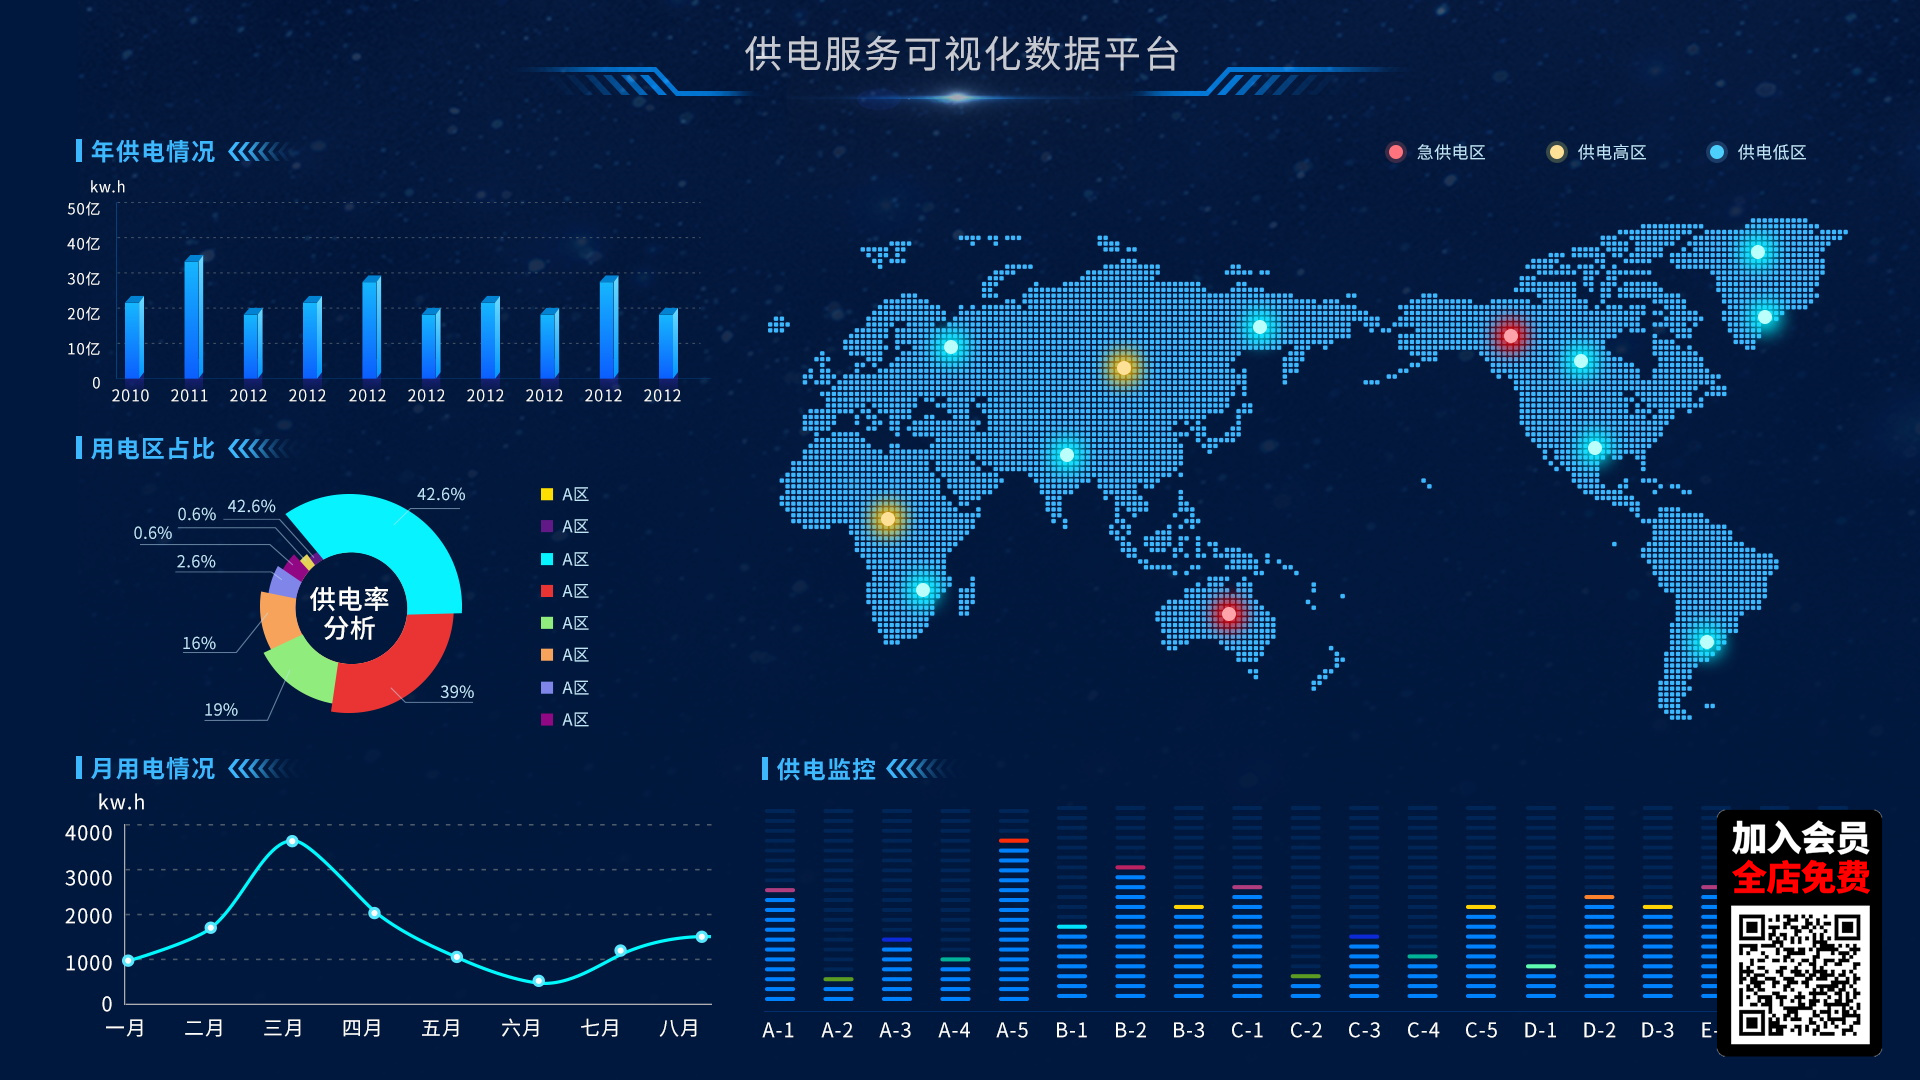 供电服务可视化数据平台
年供电情况
急供电区
供电高区
供电低区
kw.h
50亿
40亿
30亿
20亿
10亿
0
2010 2011 2012 2012 2012 2012 2012 2012 2012 2012
用电区占比
42.6%
42.6%
0.6%
0.6%
2.6%
16%
19%
39%
供电率
分析
A区
A区
A区
A区
A区
A区
A区
A区
月用电情况
kw.h
4000
3000
2000
1000
0
一月 二月 三月 四月 五月 六月 七月 八月
供电监控
A-1 A-2 A-3 A-4 A-5 B-1 B-2 B-3 C-1 C-2 C-3 C-4 C-5 D-1 D-2 D-3 E-
加入会员
全店免费